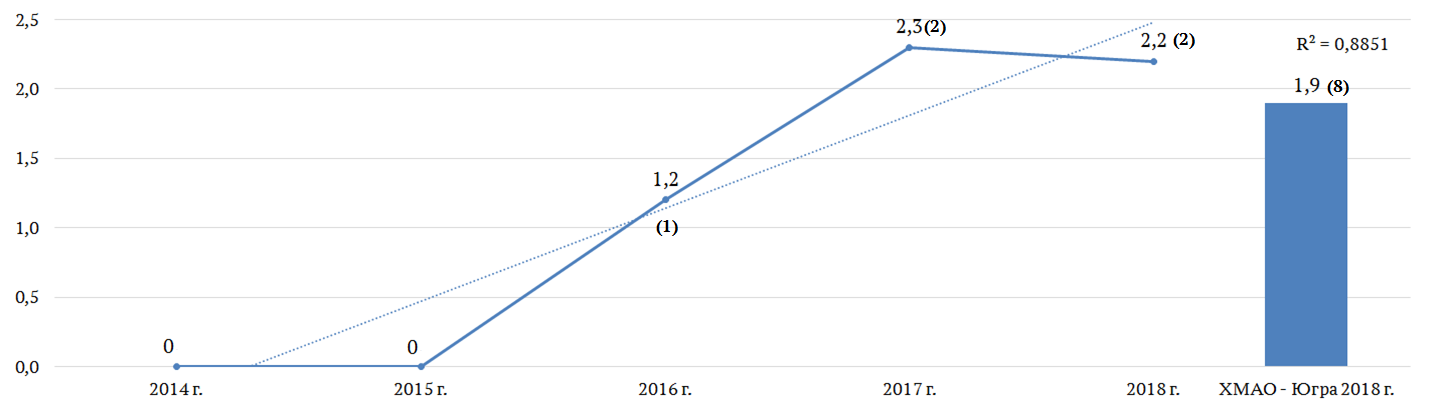 2,5
2,0
1,5
1,0
0,5
0,0
0
0
1,2
(1)
2,3(2)
2,2 (2)
R² = 0,8851
1,9 (8)
2014 г.
2015 г.
2016 г.
2017 г.
2018 г.
ХМАО - Югра 2018 г.